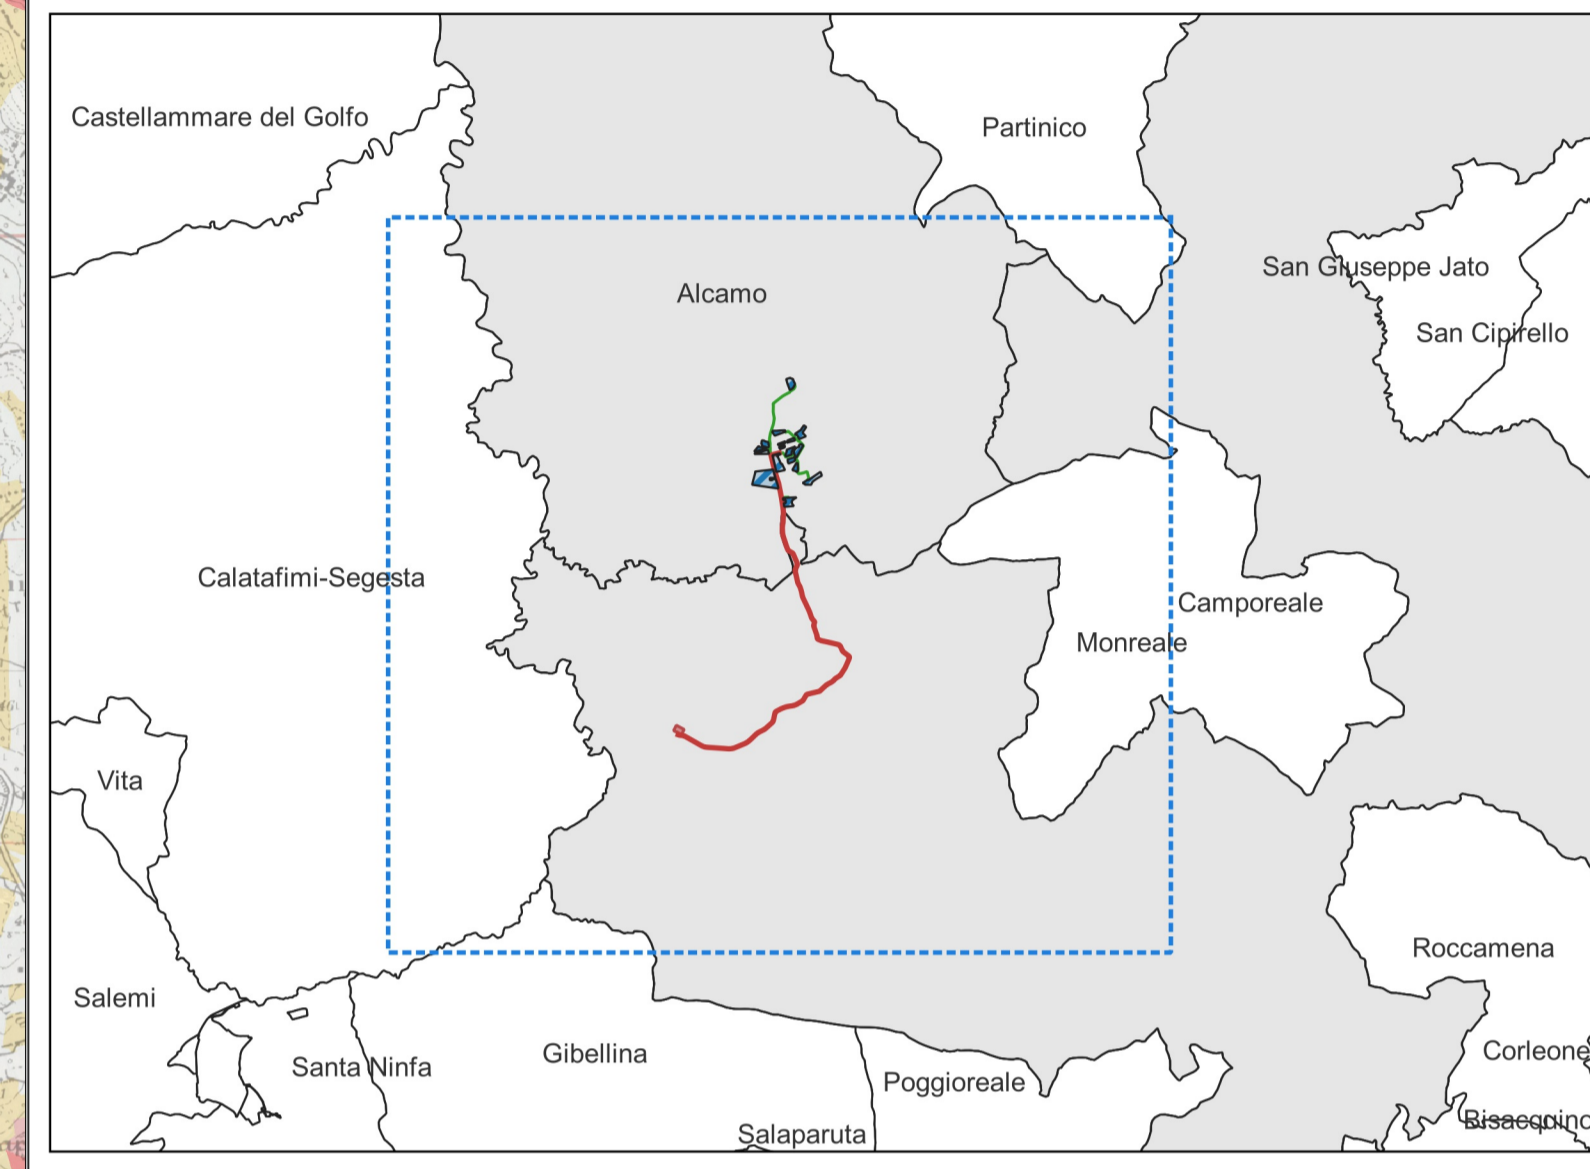 Castellammare del Golfo
Partinico
San Giuseppe Jato
Alcamo
San Cipirello
Calatafimi-Segesta
Camporeale
Monreale
Vita
Roccamena
Salemi
Gibellina
Santa Ninfa
Corleone
Poggioreale
Bisacquino
Salaparuta